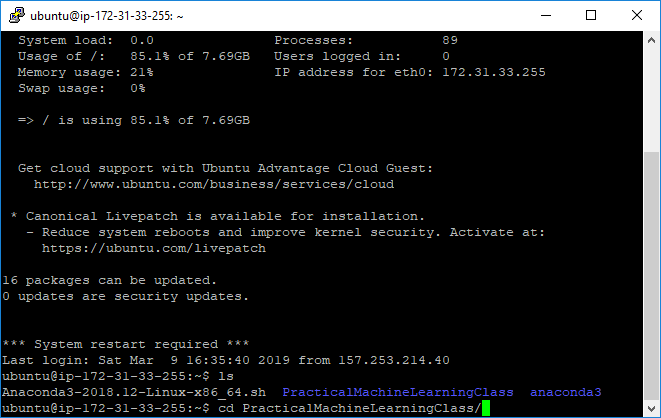 ubuntu@ip-172-31-33-255: ~
System load:  0.0                Processes:           89
Usage of /:   85.1% of 7.69GB   Users logged in:     0
Memory usage: 21%               IP address for eth0: 172.31.33.255
Swap usage:   0%
=> / is using 85.1% of 7.69GB
Get cloud support with Ubuntu Advantage Cloud Guest:
http://www.ubuntu.com/business/services/cloud
* Canonical Livepatch is available for installation.
- Reduce system reboots and improve kernel security. Activate at:
https://ubuntu.com/livepatch
16 packages can be updated.
0 updates are security updates.
*** System restart required ***
Last login: Sat Mar  9 16:35:40 2019 from 157.253.214.40
ubuntu@ip-172-31-33-255:~$ ls
Anaconda3-2018.12-Linux-x86_64.sh  PracticalMachineLearningClass  anaconda3
ubuntu@ip-172-31-33-255:~$ cd PracticalMachineLearningClass/